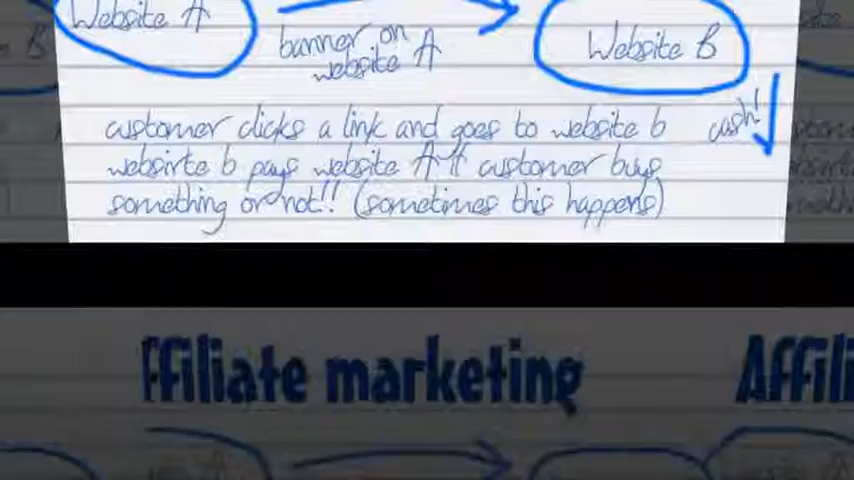 Website A
banner on
website A
Website B
B
cash!
customer clicks a link and goes to website b
websirte b pays website A if customer buys
something or not!! (sometimes this happens)
ffiliate marketing
Affili